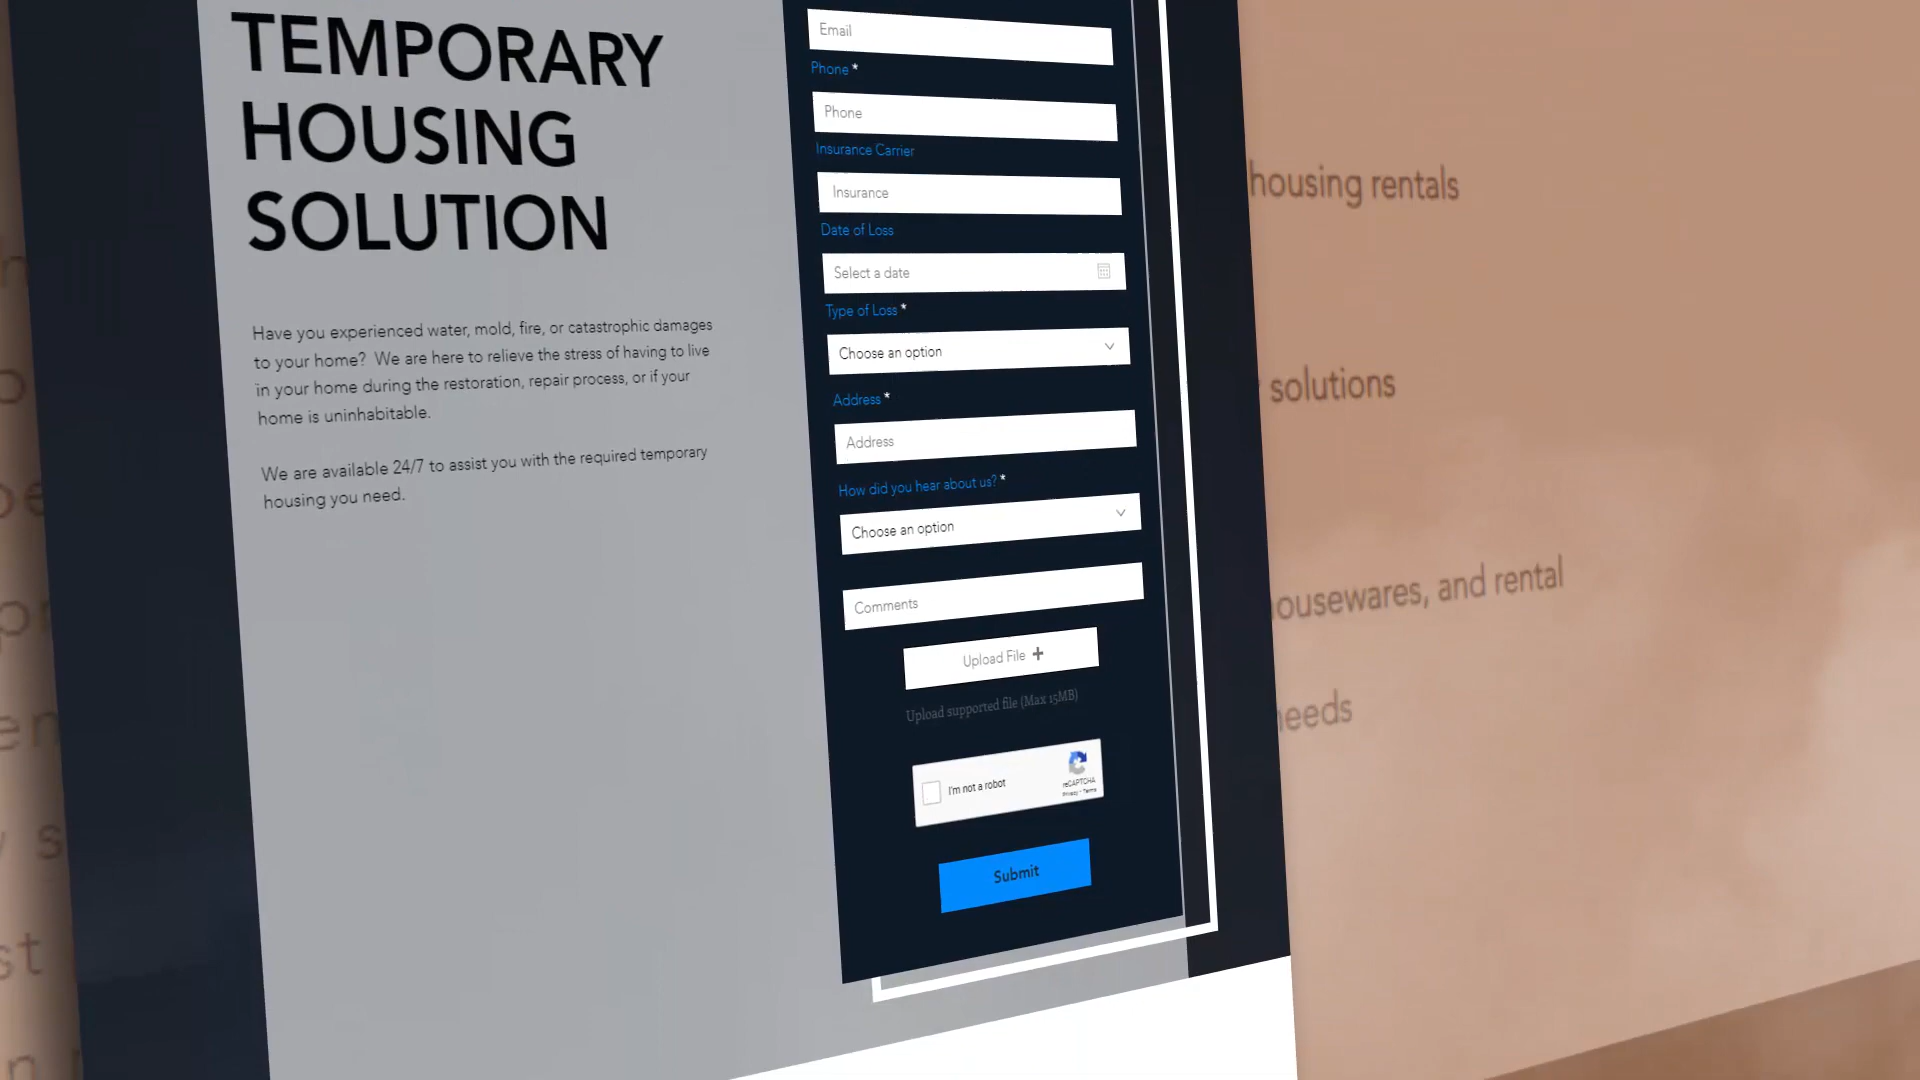 TEMPORARY
HOUSING
SOLUTION
Have you experienced water, mold, fire, or catastrophic damages
to your home? We are here to relieve the stress of having to live
in your home during the restoration, repair process, or if your
home is uninhabitable.
We are available 24/7 to assist you with the required temporary
housing you need.
Email
Phone *
Phone
Insurance Carrier
Insurance
Date of Loss
Select a date
Type of Loss *
Choose an option
Address *
Address
How did you hear about us? *
Choose an option
Comments
Upload File +
Upload supported file (Max 15MB)
I'm not a robot
reCAPTCHA
Privacy - Terms
Submit
housing rentals
solutions
housewares, and rental
needs